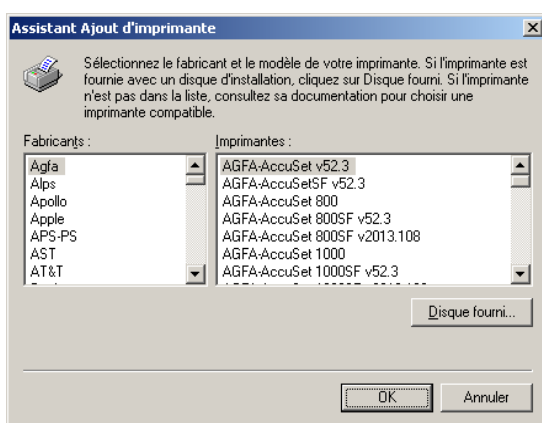 Assistant Ajout d'imprimante
Sélectionnez le fabricant et le modèle de votre imprimante. Si l'imprimante est
fournie avec un disque d'installation, cliquez sur Disque fourni. Si l'imprimante
n'est pas dans la liste, consultez sa documentation pour choisir une
imprimante compatible.
Fabricants :
Agfa
Alps
Apollo
Apple
APS-PS
AST
AT&T
Imprimantes :
AGFA-AccuSet v52.3
AGFA-AccuSetSF v52.3
AGFA-AccuSet 800
AGFA-AccuSet 800SF v52.3
AGFA-AccuSet 800SF v2013.108
AGFA-AccuSet 1000
AGFA-AccuSet 1000SF v52.3
Disque fourni...
OK
Annuler